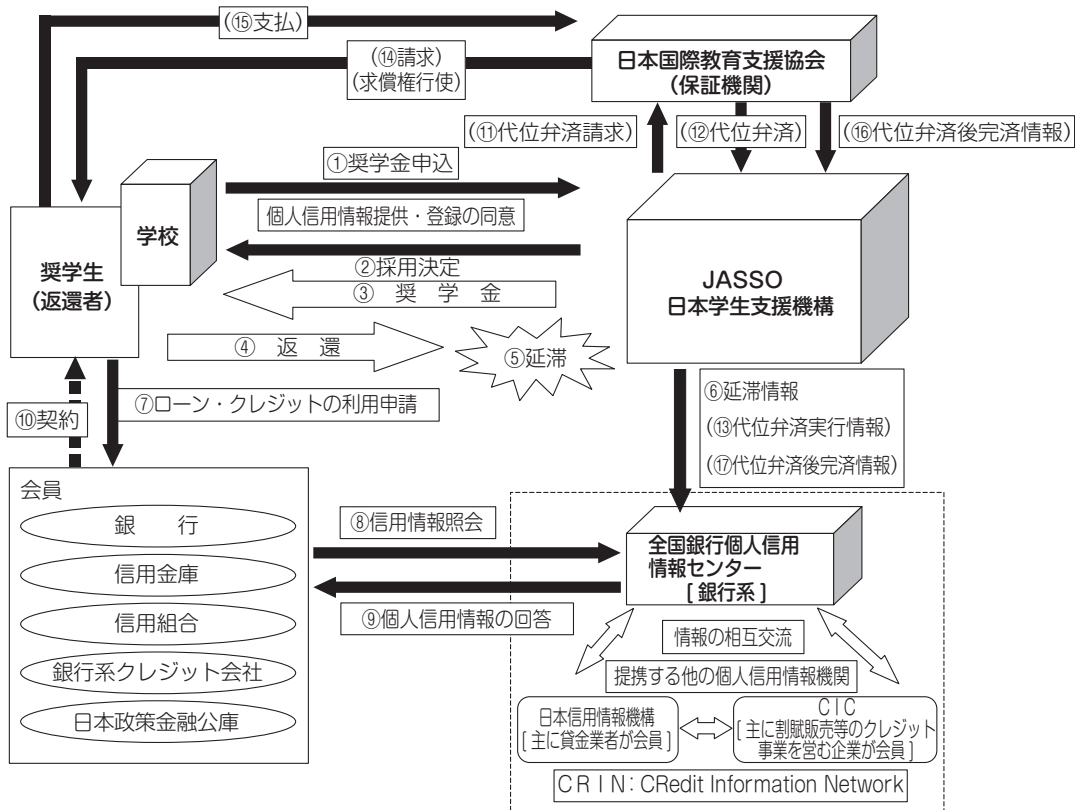 (⑮支払)
(⑭請求)
(求償権行使)
日本国際教育支援協会
(保証機関)
(⑪代位弁済請求)
(⑫代位弁済)
(⑯代位弁済後完済情報)
①奨学金申込
個人信用情報提供・登録の同意
学校
奨学生
(返還者)
②採用決定
③ 奨 学 金
JASSO
日本学生支援機構
④ 返 還
⑤延滞
⑥延滞情報
(⑬代位弁済実行情報)
(⑰代位弁済後完済情報)
⑦ローン・クレジットの利用申請
⑩契約
会員
銀 行
信用金庫
信用組合
銀行系クレジット会社
日本政策金融公庫
⑧信用情報照会
⑨個人信用情報の回答
全国銀行個人信用
情報センター
[ 銀行系 ]
情報の相互交流
提携する他の個人信用情報機関
日本信用情報機構
[ 主に貸金業者が会員 ]
CIC
[ 主に割賦販売等のクレジット
事業を営む企業が会員 ]
CRIN: CRedit Information Network